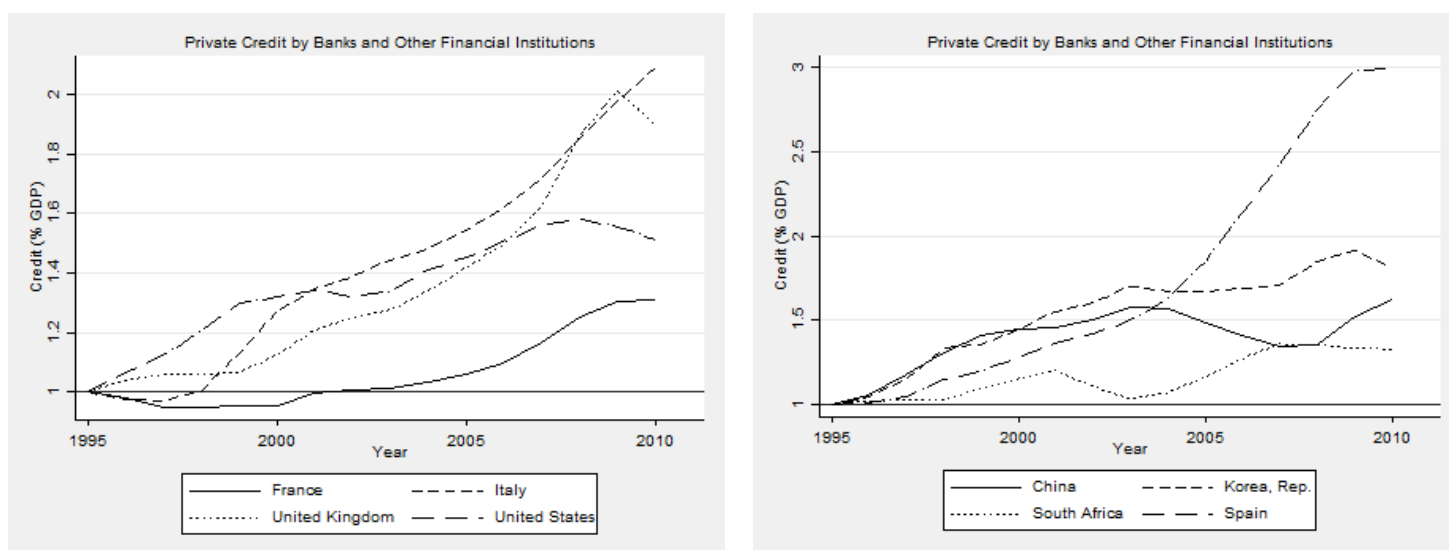 Private Credit by Banks and Other Financial Institutions
Credit (% GDP)
2
1.8
1.6
1.4
1.2
1
1995 2000 2005 2010
Year
France Italy
United Kingdom United States
Private Credit by Banks and Other Financial Institutions
Credit (% GDP)
3
2.5
2
1.5
1
1995 2000 2005 2010
Year
China Korea, Rep.
South Africa Spain